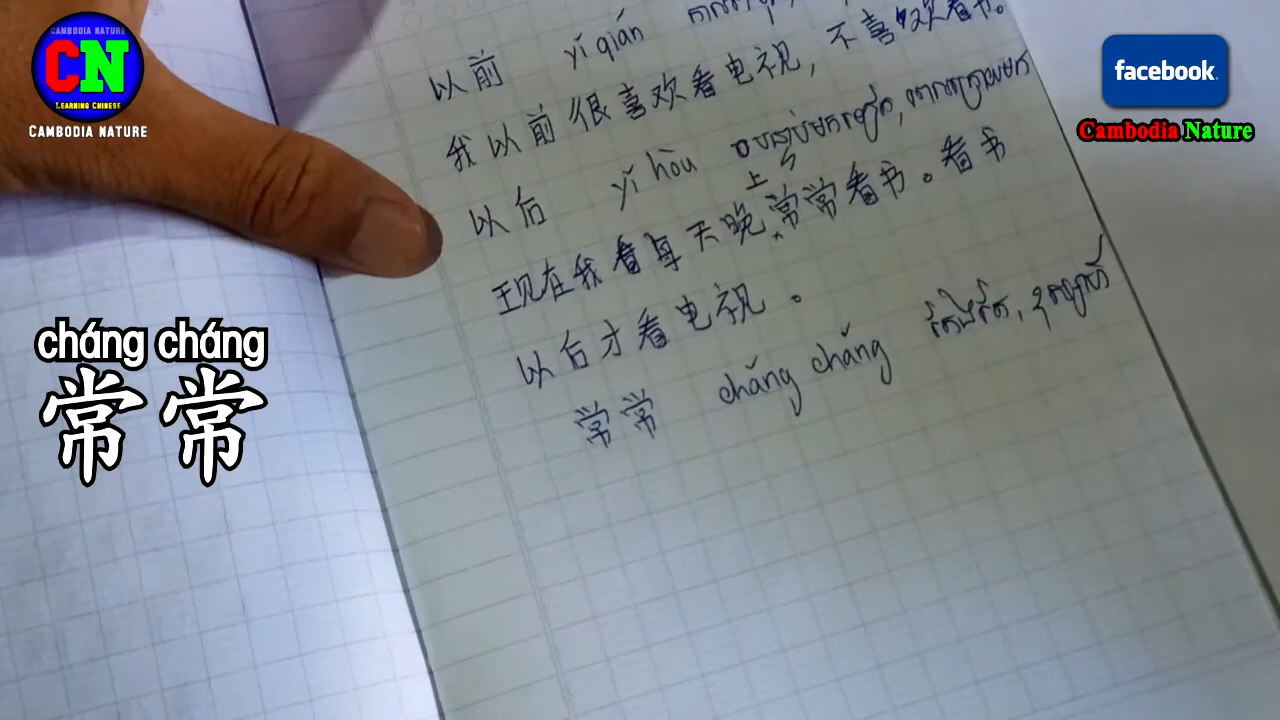 CAMBODIA NATURE
CN
LEARNING CHINESE
CAMBODIA NATURE
facebook
Cambodia Nature
以前 yǐ qián
我以前很喜欢看电视，不喜欢看书。
以后 yǐ hòu
上
现在我看每天晚常常看书。看书
以后才看电视。
常常 chǎng chǎng
cháng cháng
常常